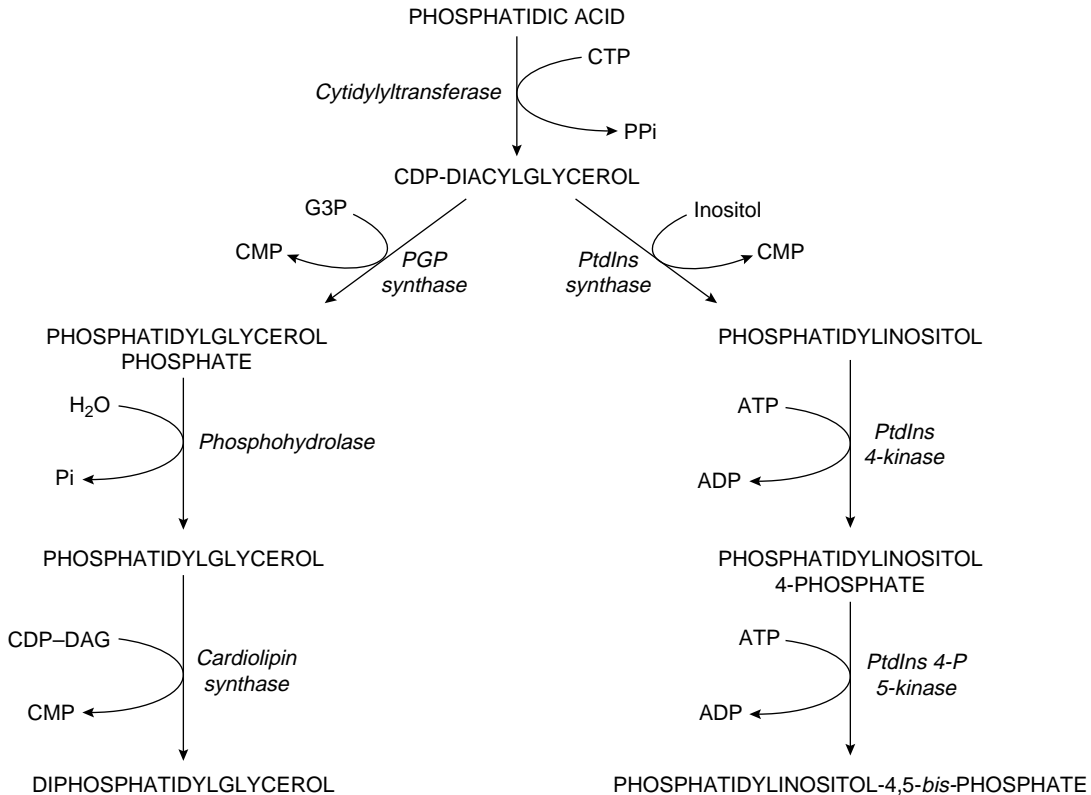 PHOSPHATIDIC ACID
CTP
Cytidylyltransferase
PPi
CDP-DIACYLGLYCEROL
G3P
Inositol
CMP
PGP
synthase
PtdIns
synthase
CMP
PHOSPHATIDYLGLYCEROL
PHOSPHATE
PHOSPHATIDYLINOSITOL
H₂O
Phosphohydrolase
Pi
ATP
PtdIns
4-kinase
ADP
PHOSPHATIDYLGLYCEROL
PHOSPHATIDYLINOSITOL
4-PHOSPHATE
CDP–DAG
Cardiolipin
synthase
CMP
ATP
PtdIns 4-P
5-kinase
ADP
DIPHOSPHATIDYLGLYCEROL
PHOSPHATIDYLINOSITOL-4,5-bis-PHOSPHATE